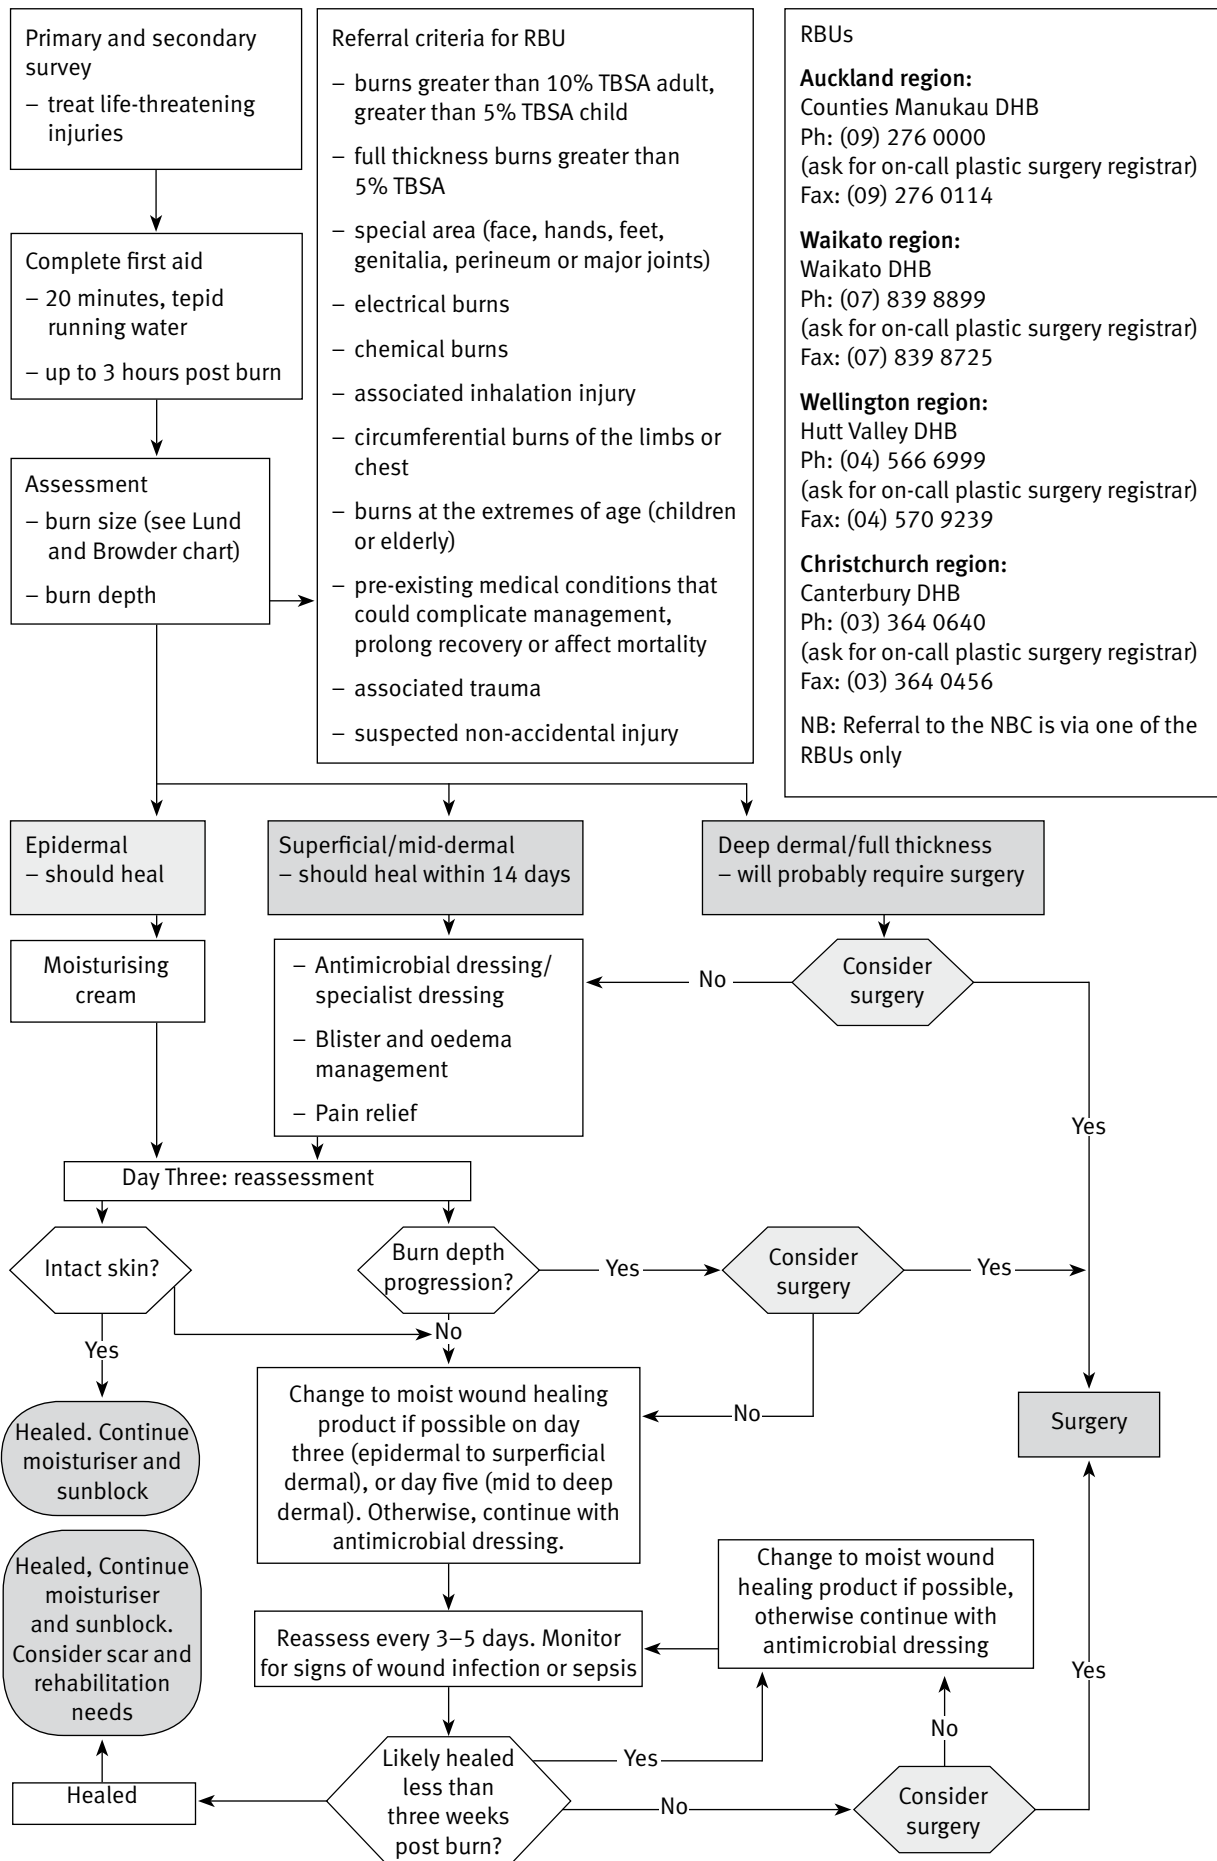 Primary and secondary
survey
– treat life-threatening
injuries
Complete first aid
– 20 minutes, tepid
running water
– up to 3 hours post burn
Assessment
– burn size (see Lund
and Browder chart)
– burn depth
Referral criteria for RBU
– burns greater than 10% TBSA adult,
greater than 5% TBSA child
– full thickness burns greater than
5% TBSA
– special area (face, hands, feet,
genitalia, perineum or major joints)
– electrical burns
– chemical burns
– associated inhalation injury
– circumferential burns of the limbs or
chest
– burns at the extremes of age (children
or elderly)
– pre-existing medical conditions that
could complicate management,
prolong recovery or affect mortality
– associated trauma
– suspected non-accidental injury
RBUs
Auckland region:
Counties Manukau DHB
Ph: (09) 276 0000
(ask for on-call plastic surgery registrar)
Fax: (09) 276 0114
Waikato region:
Waikato DHB
Ph: (07) 839 8899
(ask for on-call plastic surgery registrar)
Fax: (07) 839 8725
Wellington region:
Hutt Valley DHB
Ph: (04) 566 6999
(ask for on-call plastic surgery registrar)
Fax: (04) 570 9239
Christchurch region:
Canterbury DHB
Ph: (03) 364 0640
(ask for on-call plastic surgery registrar)
Fax: (03) 364 0456
NB: Referral to the NBC is via one of the
RBUs only
Epidermal
– should heal
Superficial/mid-dermal
– should heal within 14 days
Deep dermal/full thickness
– will probably require surgery
Moisturising
cream
– Antimicrobial dressing/
specialist dressing
– Blister and oedema
management
– Pain relief
No
Consider
surgery
Yes
Day Three: reassessment
Intact skin?
Burn depth
progression?
Yes
Consider
surgery
Yes
Yes
No
No
Healed. Continue
moisturiser and
sunblock
Change to moist wound healing
product if possible on day
three (epidermal to surperficial
dermal), or day five (mid to deep
dermal). Otherwise, continue with
antimicrobial dressing.
Surgery
Healed, Continue
moisturiser
and sunblock.
Consider scar and
rehabilitation
needs
Reassess every 3–5 days. Monitor
for signs of wound infection or sepsis
Change to moist wound
healing product if possible,
otherwise continue with
antimicrobial dressing
Yes
No
Healed
Likely healed
less than
three weeks
post burn?
Yes
No
Consider
surgery